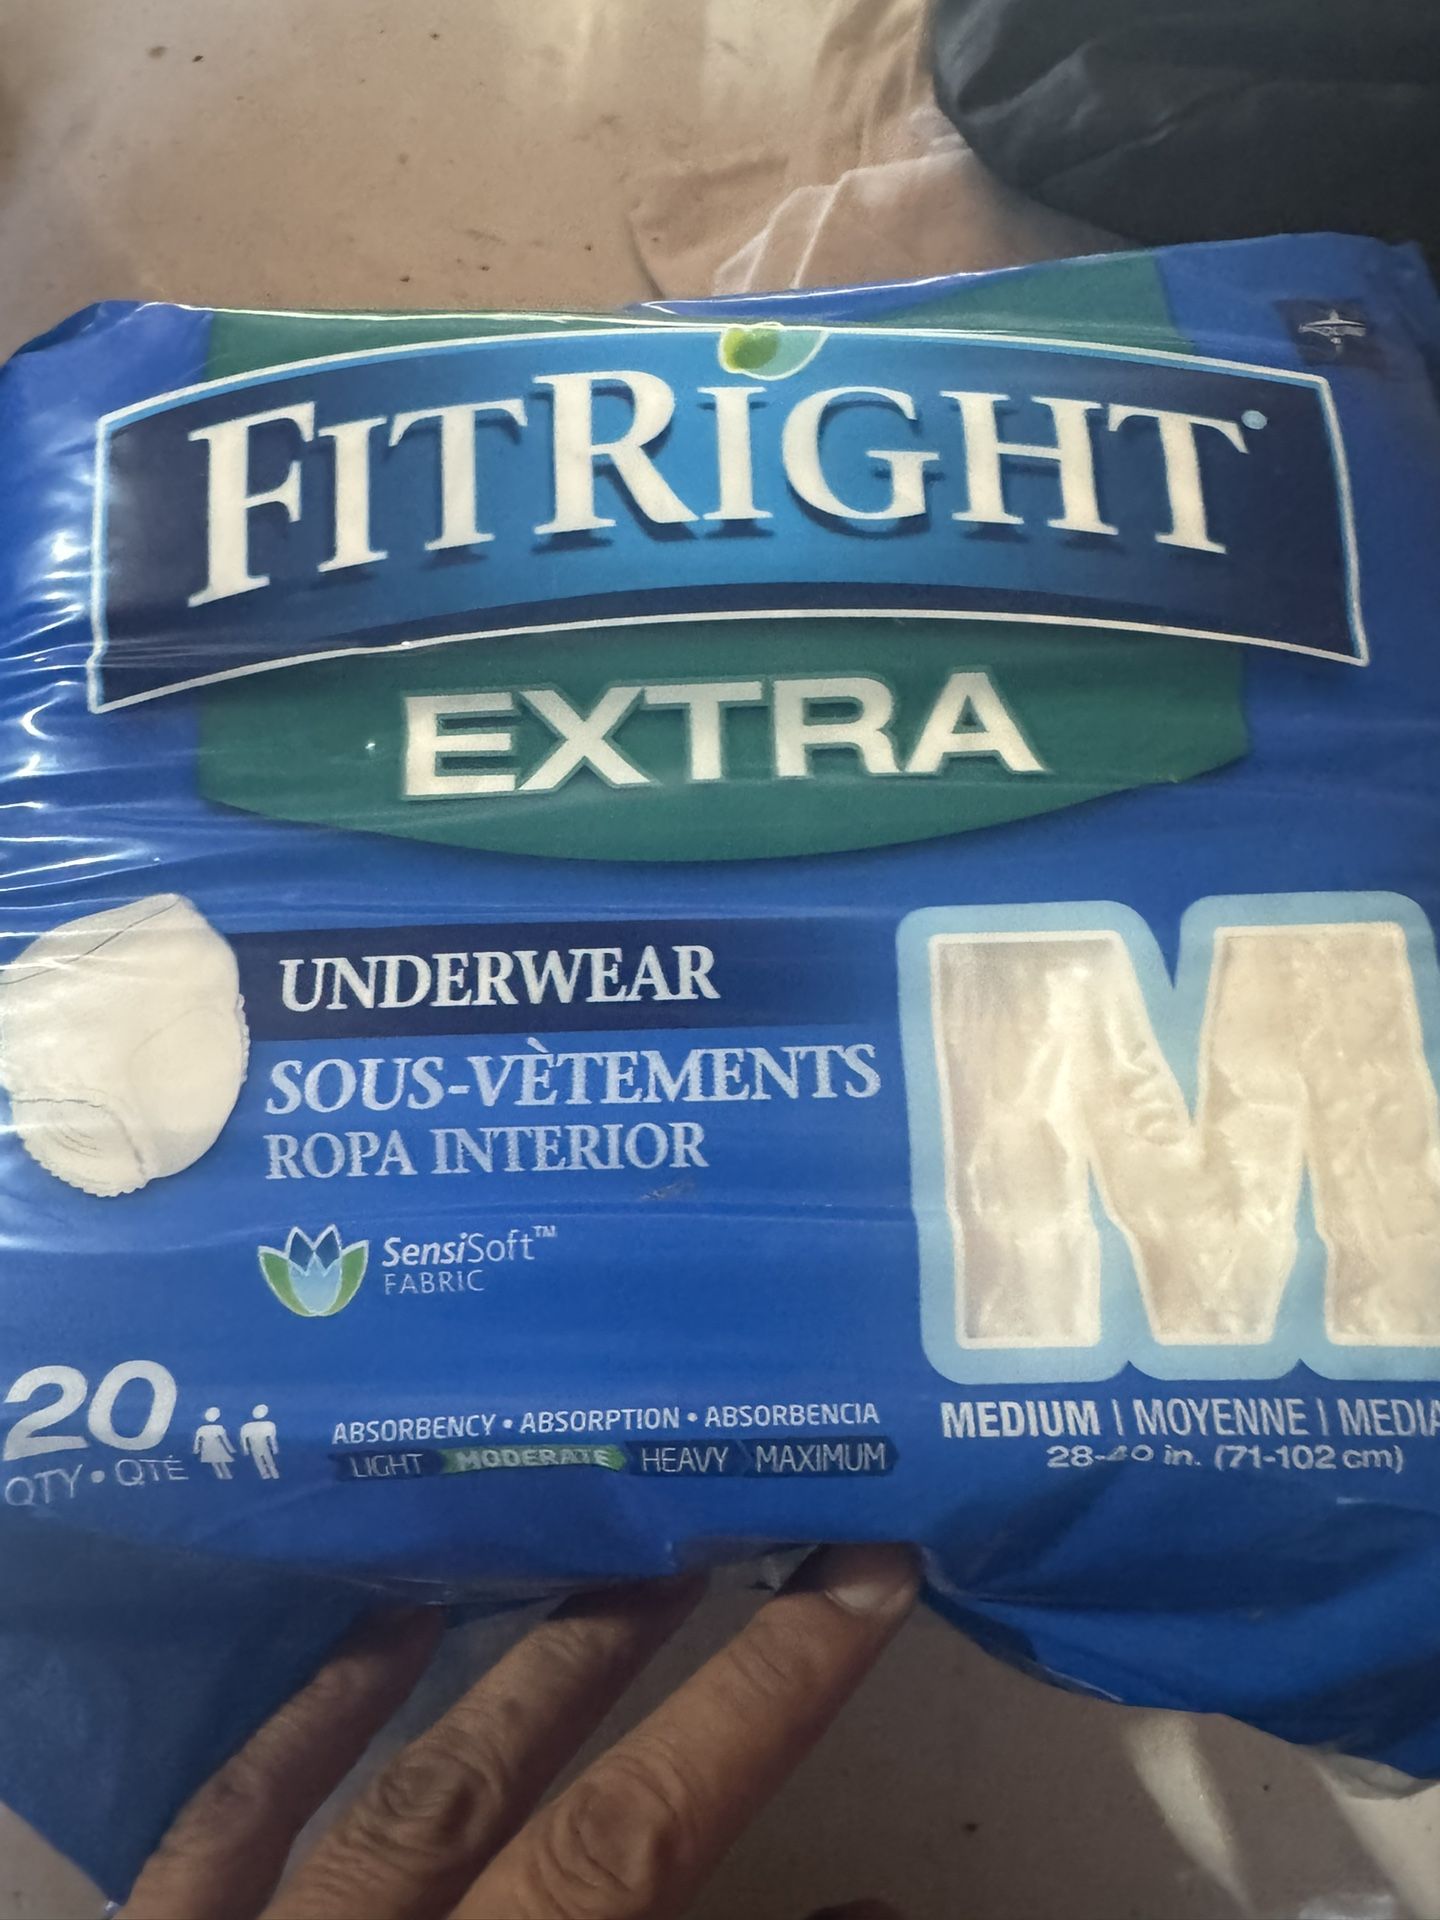 FITRIGHT
EXTRA
UNDERWEAR
SOUS-VÈTEMENTS
ROPA INTERIOR
SensiSoft™
FABRIC
20
QTY • QTÉ
ABSORBENCY • ABSORPTION • ABSORBENCIA
LIGHT MODERATE HEAVY MAXIMUM
M
MEDIUM | MOYENNE | MEDIA
28-40 in. (71-102 cm)